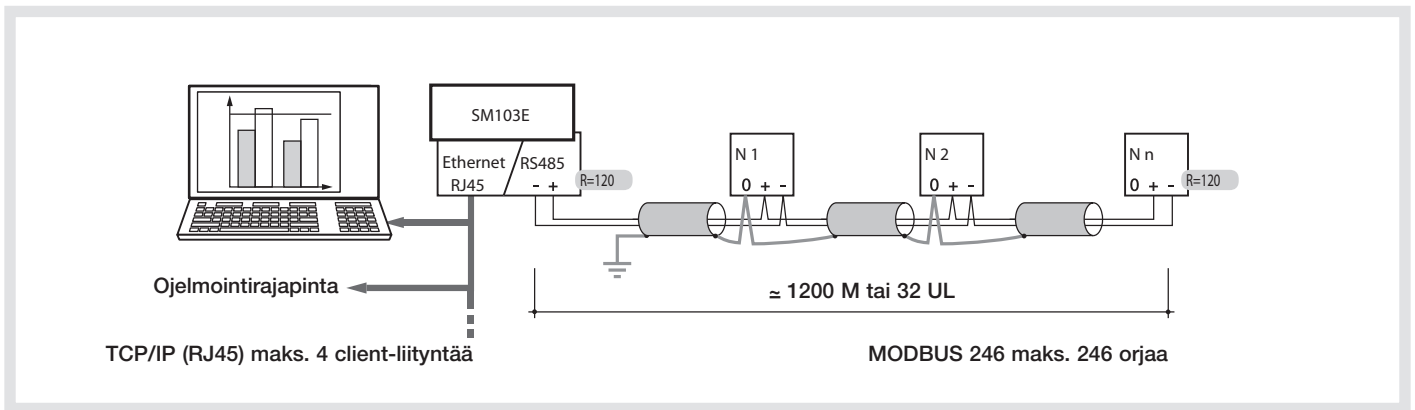 SM103E
Ethernet
RJ45
RS485
- +
R=120
N 1
0 + -
N 2
0 + -
N n
0 + -
R=120
Ojelmointirajapinta
≃ 1200 M tai 32 UL
TCP/IP (RJ45) maks. 4 client-liityntää
MODBUS 246 maks. 246 orjaa